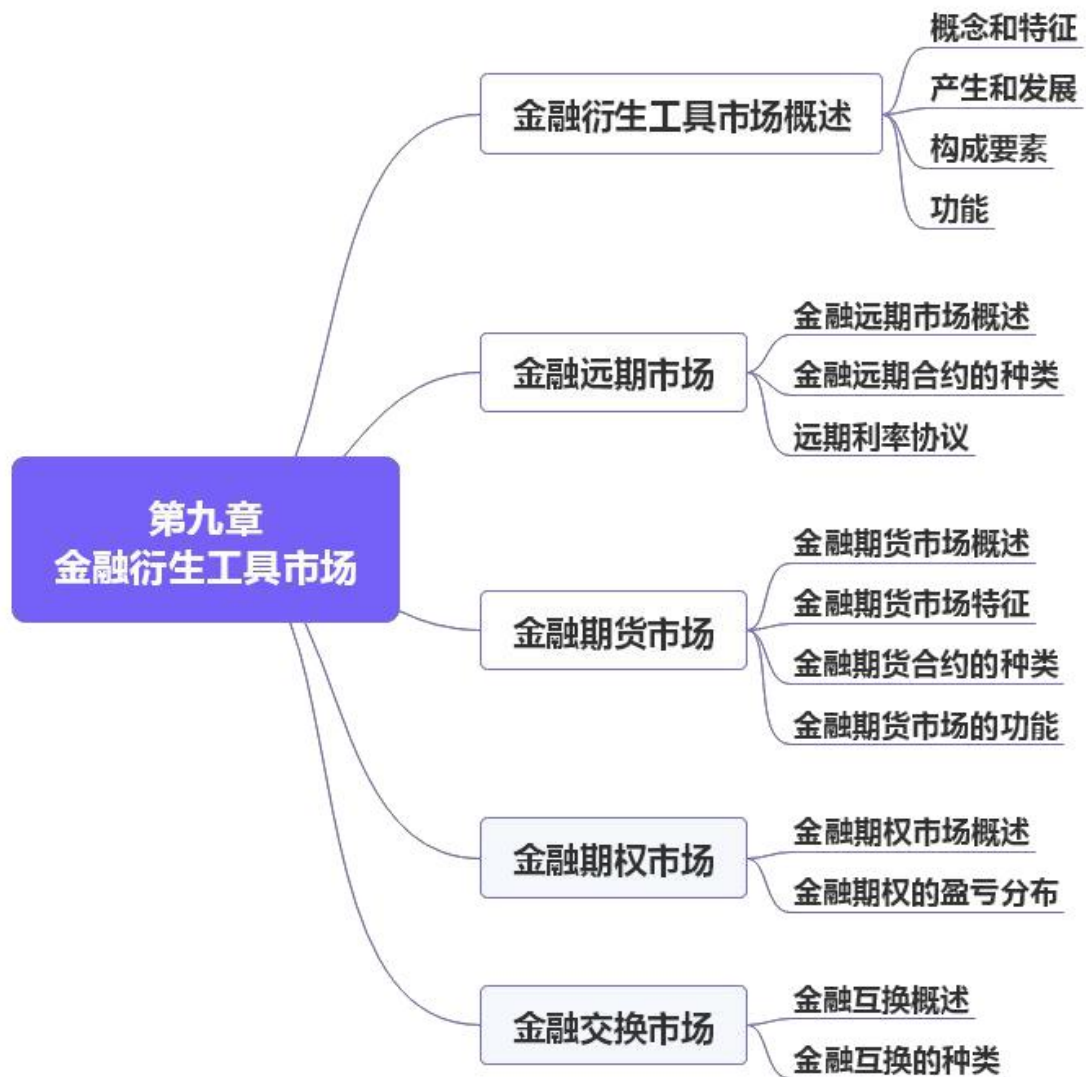 第九章
金融衍生工具市场
金融衍生工具市场概述
概念和特征
产生和发展
构成要素
功能
金融远期市场
金融远期市场概述
金融远期合约的种类
远期利率协议
金融期货市场
金融期货市场概述
金融期货市场特征
金融期货合约的种类
金融期货市场的功能
金融期权市场
金融期权市场概述
金融期权的盈亏分布
金融交换市场
金融互换概述
金融互换的种类